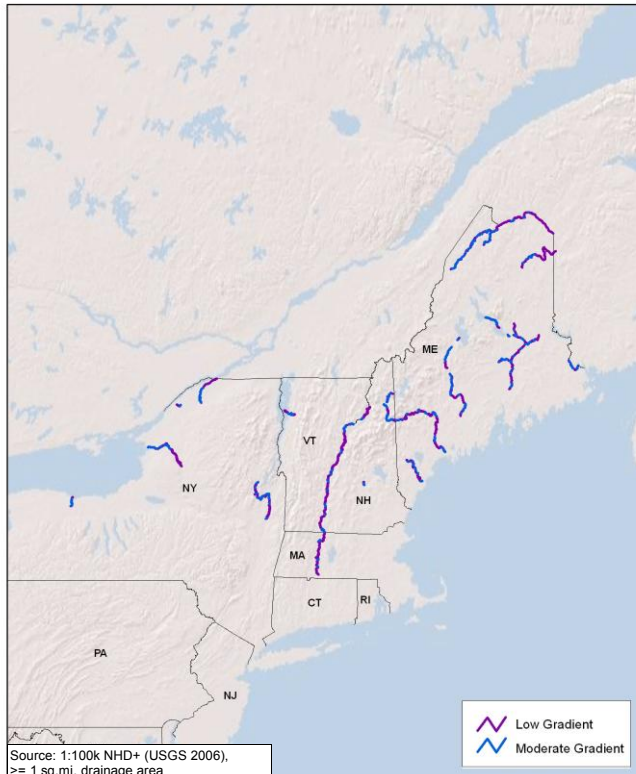 ME
VT
NY
NH
MA
CT
RI
PA
NJ
Low Gradient
Moderate Gradient
Source: 1:100k NHD+ (USGS 2006),
>= 1 sq.mi. drainage area